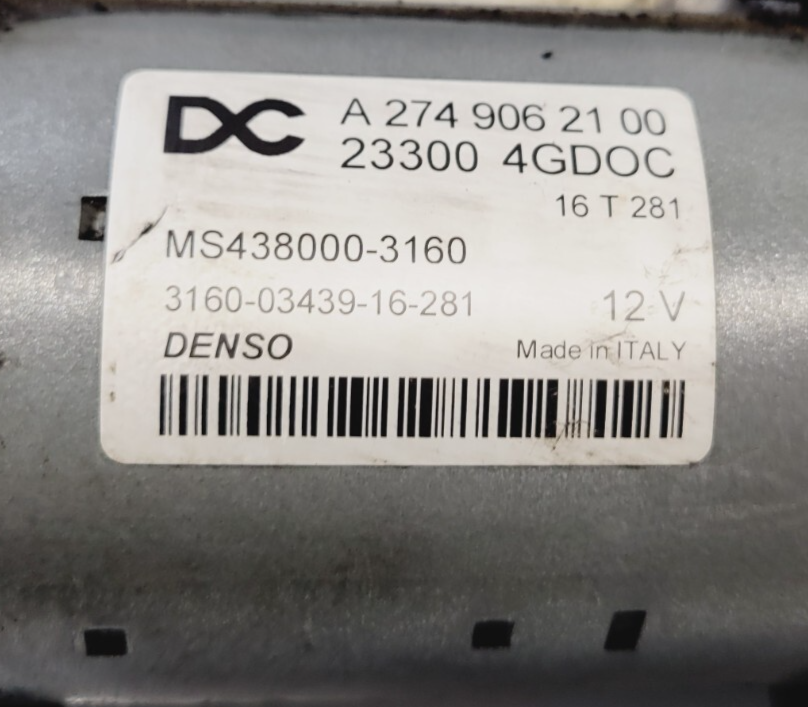 DC A 274 906 21 00
23300 4GDOC
16 T 281
MS438000-3160
3160-03439-16-281 12 V
DENSO Made in ITALY